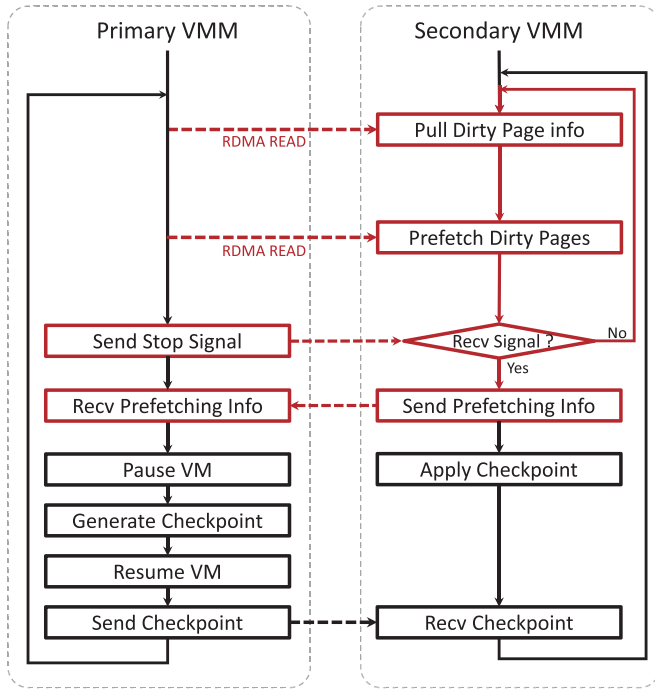 Primary VMM
Secondary VMM
Pull Dirty Page info
RDMA READ
Prefetch Dirty Pages
RDMA READ
Send Stop Signal
Recv Signal ?
No
Yes
Recv Prefetching Info
Send Prefetching Info
Pause VM
Apply Checkpoint
Generate Checkpoint
Resume VM
Send Checkpoint
Recv Checkpoint